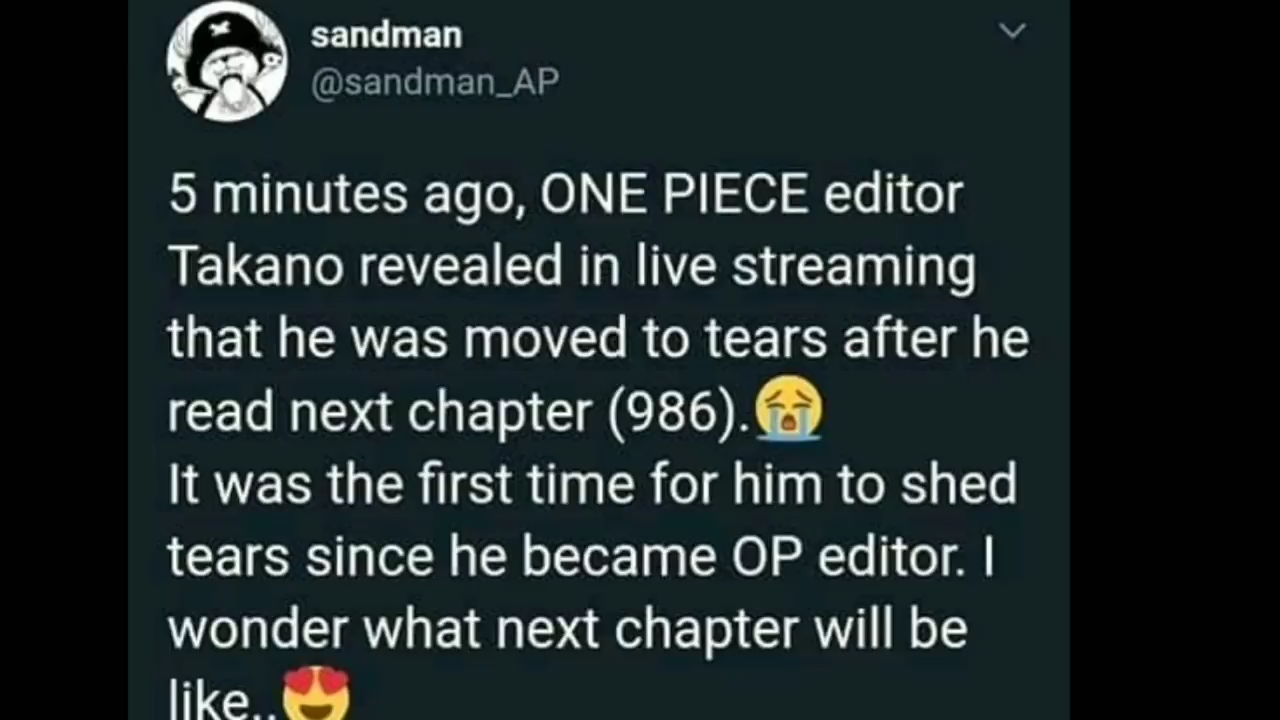 sandman
@sandman_AP
5 minutes ago, ONE PIECE editor
Takano revealed in live streaming
that he was moved to tears after he
read next chapter (986).😭
It was the first time for him to shed
tears since he became OP editor. I
wonder what next chapter will be
like..😍